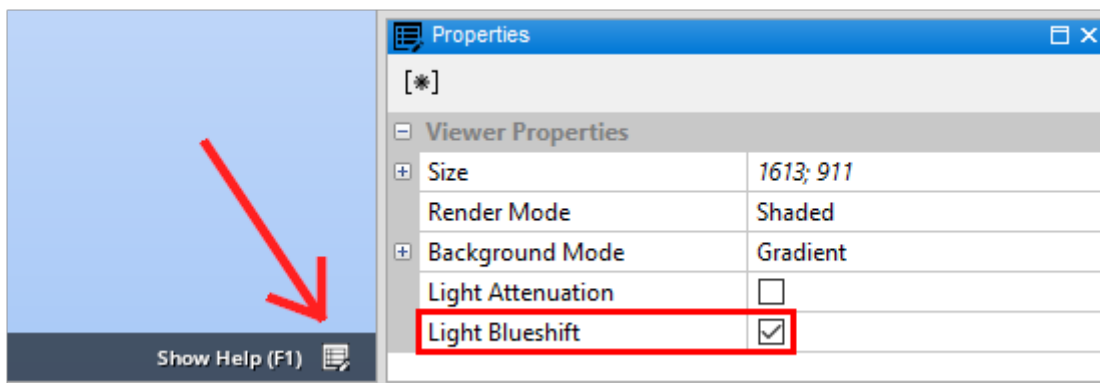 Properties
[*]
Viewer Properties
Size 1613; 911
Render Mode Shaded
Background Mode Gradient
Light Attenuation
Light Blueshift
Show Help (F1)